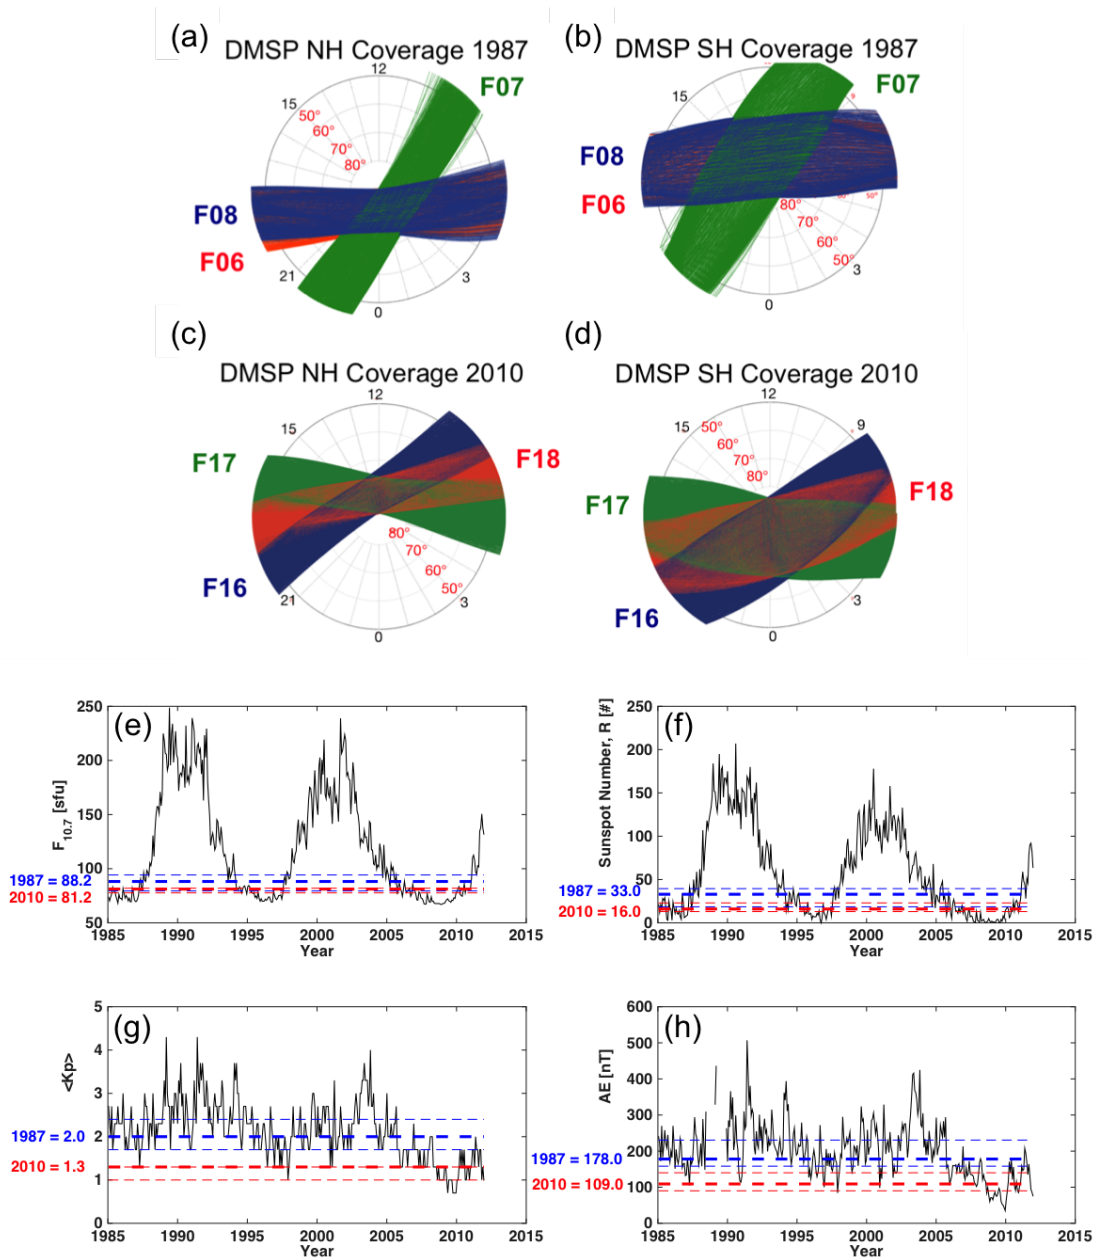 (a)
DMSP NH Coverage 1987
12
F07
15
50°
60°
70°
80°
F08
F06
21
3
0
(b)
DMSP SH Coverage 1987
F07
15
9
F08
F06
80°
70°
60°
50°
60°
50°
3
0
(c)
DMSP NH Coverage 2010
12
15
F17
F18
80°
70°
60°
50°
F16
21
3
0
(d)
DMSP SH Coverage 2010
12
15
50°
60°
70°
80°
9
F17
F18
F16
3
0
(e)
F10.7 [sfu]
250
200
150
100
50
1987 = 88.2
2010 = 81.2
1985 1990 1995 2000 2005 2010 2015
Year
(f)
Sunspot Number, R [#]
250
200
150
100
50
0
1987 = 33.0
2010 = 16.0
1985 1990 1995 2000 2005 2010 2015
Year
(g)
<Kp>
5
4
3
2
1
0
1987 = 2.0
2010 = 1.3
1985 1990 1995 2000 2005 2010 2015
Year
(h)
AE [nT]
600
500
400
300
200
100
0
1987 = 178.0
2010 = 109.0
1985 1990 1995 2000 2005 2010 2015
Year